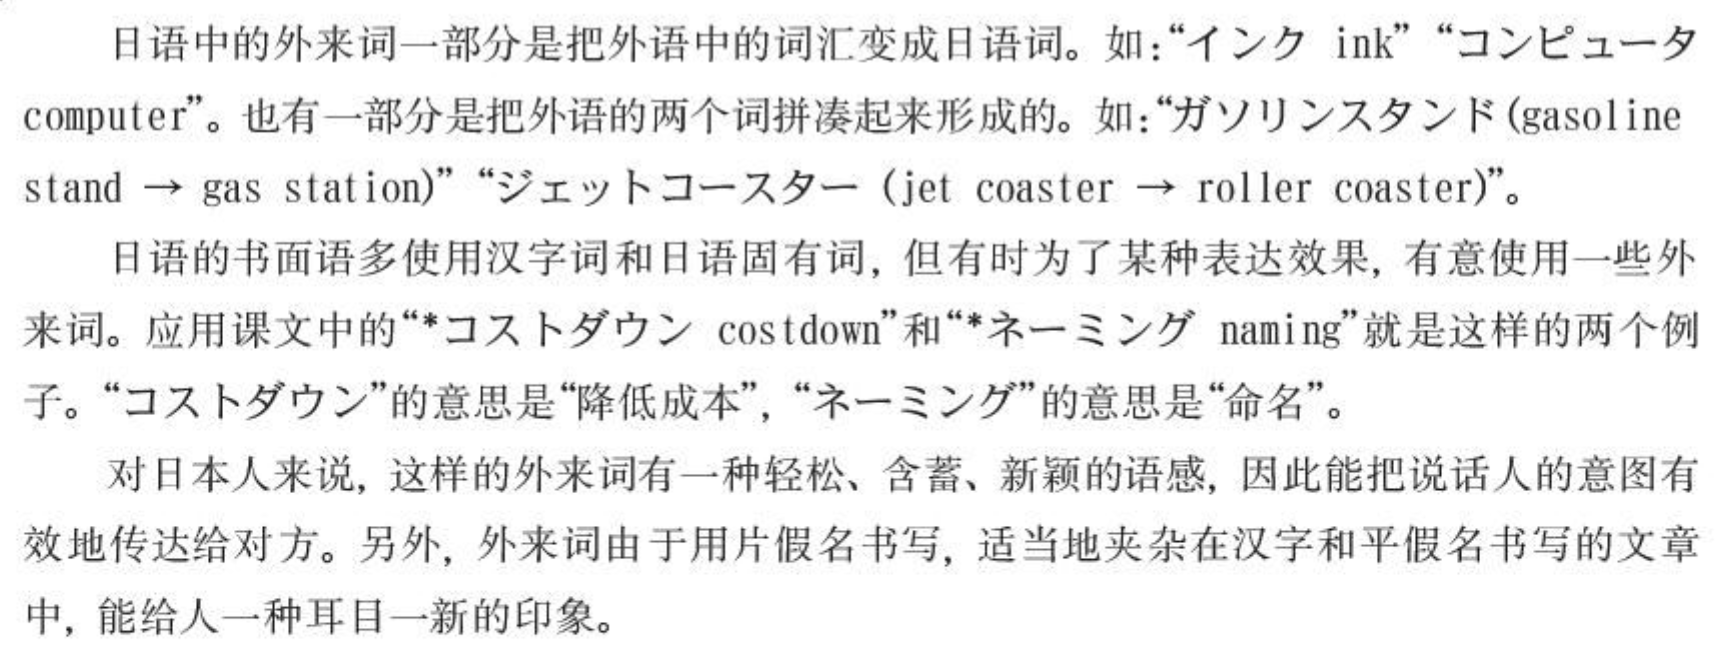 日语中的外来词一部分是把外语中的词汇变成日语词。如:“インク ink”“コンピュータ
computer”。也有一部分是把外语的两个词拼凑起来形成的。如:“ガソリンスタンド(gasoline
stand → gas station)”“ジェットコースター (jet coaster → roller coaster)”。
日语的书面语多使用汉字词和日语固有词, 但有时为了某种表达效果, 有意使用一些外
来词。应用课文中的“*コストダウン costdown”和“*ネーミング naming”就是这样的两个例
子。“コストダウン”的意思是“降低成本”, “ネーミング”的意思是“命名”。
对日本人来说, 这样的外来词有一种轻松、含蓄、新颖的语感, 因此能把说话人的意图有
效地传达给对方。另外, 外来词由于用片假名书写, 适当地夹杂在汉字和平假名书写的文章
中, 能给人一种耳目一新的印象。